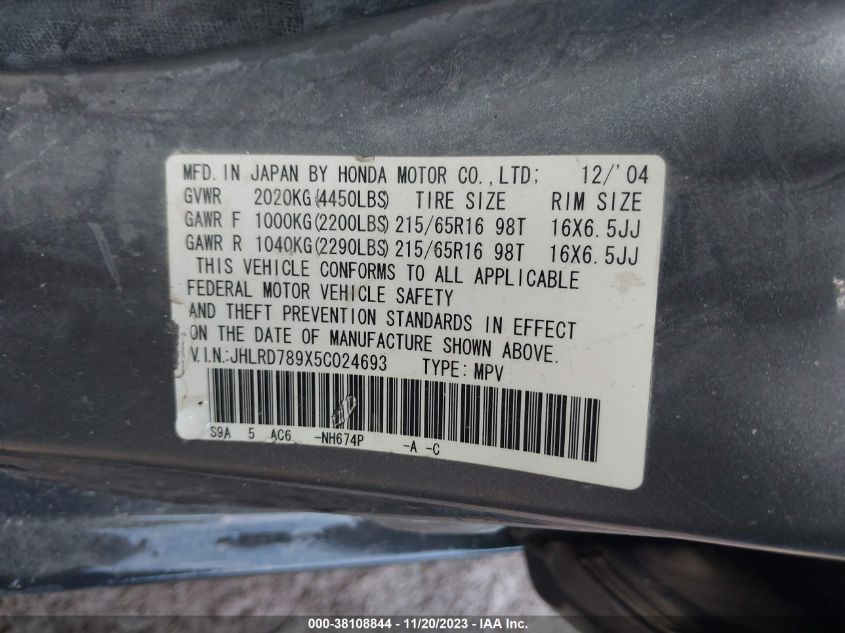 MFD. IN JAPAN BY HONDA MOTOR CO.,LTD; 12/'04
GVWR 2020KG(4450LBS) TIRE SIZE RIM SIZE
GAWR F 1000KG(2200LBS) 215/65R16 98T 16X6.5JJ
GAWR R 1040KG(2290LBS) 215/65R16 98T 16X6.5JJ
THIS VEHICLE CONFORMS TO ALL APPLICABLE
FEDERAL MOTOR VEHICLE SAFETY
AND THEFT PREVENTION STANDARDS IN EFFECT
ON THE DATE OF MANUFACTURE SHOWN ABOVE.
V.I.N.:JHLRD789X5C024693 TYPE: MPV
S9A 5 AC6 -NH674P -A -C
000-38108844 - 11/20/2023 - IAA Inc.